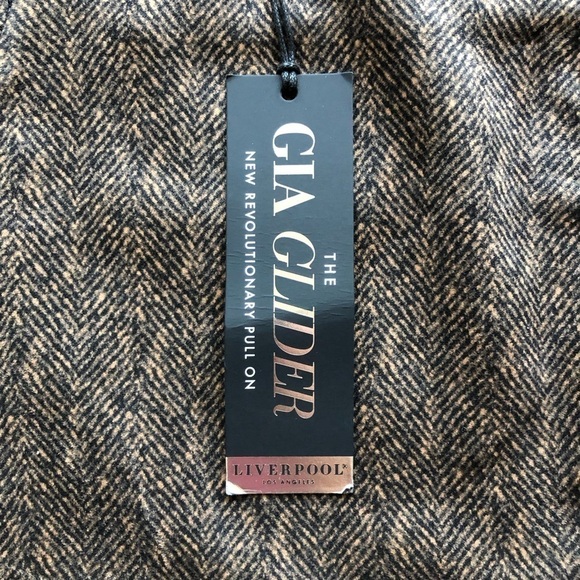 THE
GIA GLIDER
NEW REVOLUTIONARY PULL ON
LIVERPOOL®
LOS ANGELES